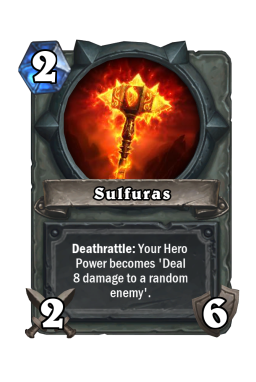 2
Sulfuras
Deathrattle: Your Hero
Power becomes 'Deal
8 damage to a random
enemy'.
2
6